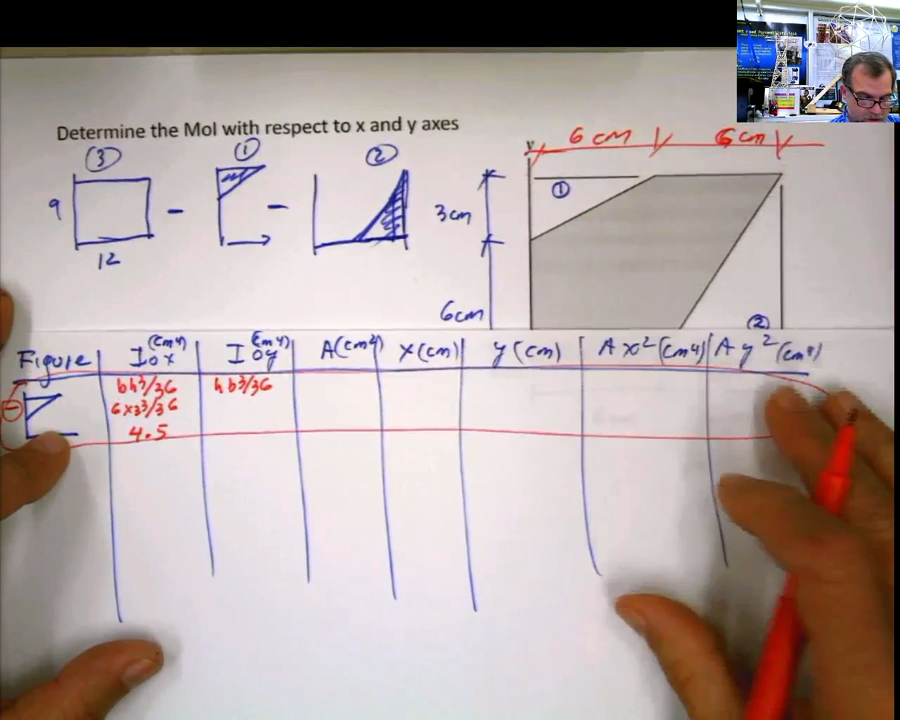 Determine the MoI with respect to x and y axes
③ ① ②
9 - -
12
6 cm 6 cm
y
3cm
6cm
①
②
Figure I₀x (cm⁴) I₀y (cm⁴) A(cm²) x(cm) y(cm) Ax²(cm⁴) Ay²(cm⁴)
bh³/36 hb³/36
6×3³/36
4.5
⊖